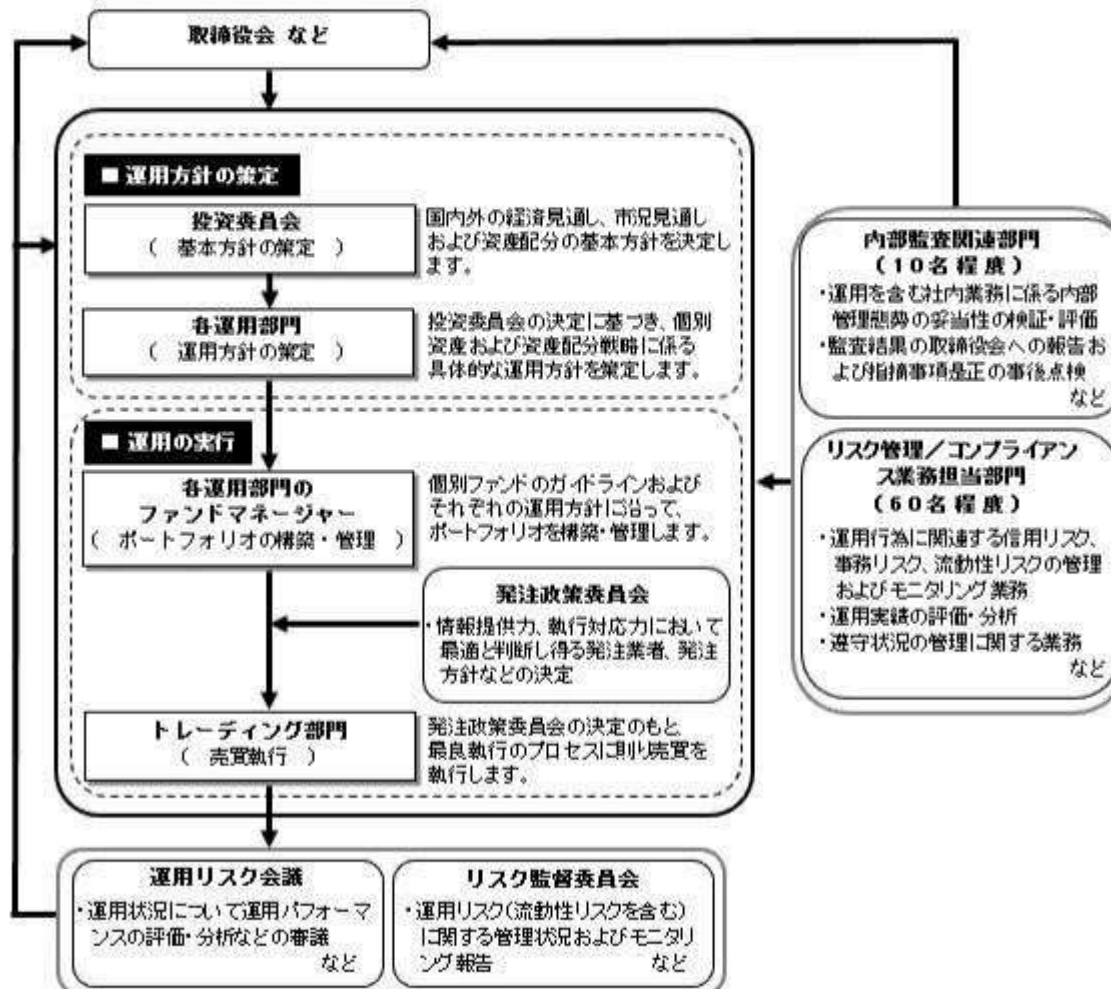 取締役会 など
■ 運用方針の策定
投資委員会
( 基本方針の策定 )
国内外の経済見通し、市況見通し
および資産配分の基本方針を決定し
ます。
各運用部門
( 運用方針の策定 )
投資委員会の決定に基づき、個別
資産および資産配分戦略に係る
具体的な運用方針を策定します。
■ 運用の実行
各運用部門の
ファンドマネージャー
( ポートフォリオの構築・管理 )
個別ファンドのガイドラインおよび
それぞれの運用方針に沿って、
ポートフォリオを構築・管理します。
発注政策委員会
・情報提供力、執行対応力において
最適と判断し得る発注業者、発注
方針などの決定
トレーディング部門
( 売買執行 )
発注政策委員会の決定のもと
最良執行のプロセスに則り売買を
執行します。
内部監査関連部門
(10名程度)
・運用を含む社内業務に係る内部
管理態勢の妥当性の検証・評価
・監査結果の取締役会への報告お
よび指摘事項是正の事後点検
など
リスク管理/コンプライアン
ス業務担当部門
(60名程度)
・運用行為に関連する信用リスク、
事務リスク、流動性リスクの管理
およびモニタリング業務
・運用実績の評価・分析
・遵守状況の管理に関する業務
など
運用リスク会議
・運用状況について運用パフォーマ
ンスの評価・分析などの審議
など
リスク監督委員会
・運用リスク(流動性リスクを含む)
に関する管理状況およびモニタリ
ング報告 など